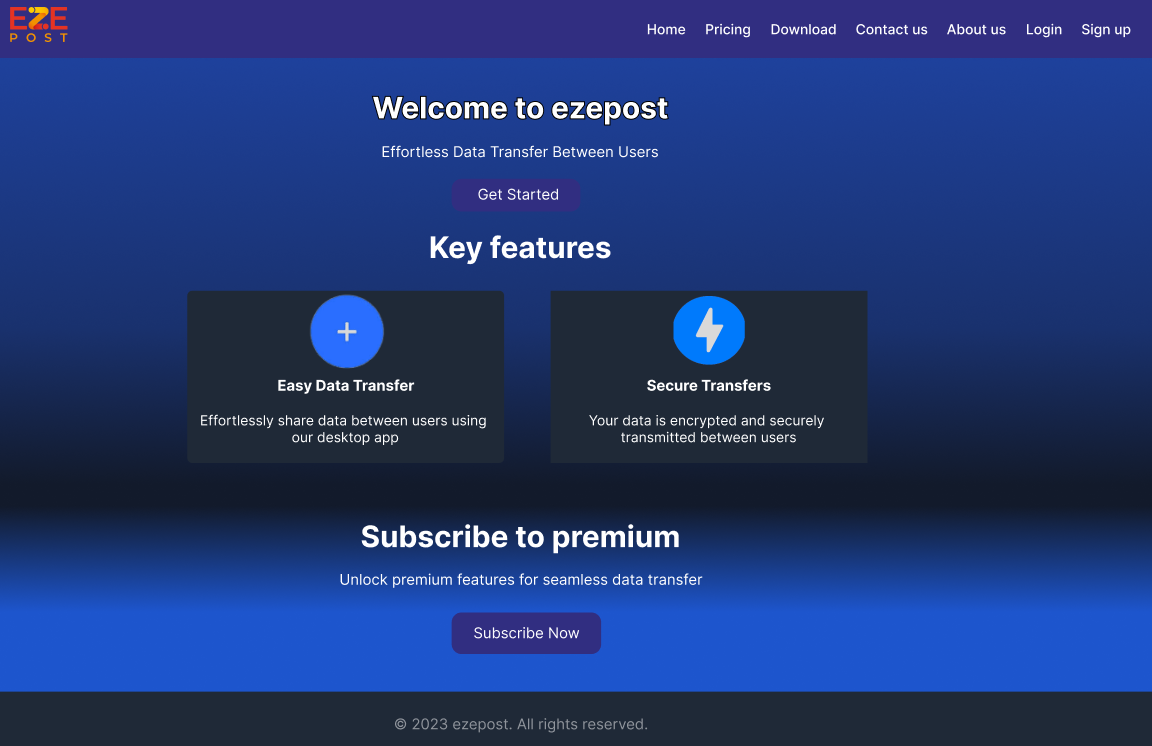 EZE
POST
Home Pricing Download Contact us About us Login Sign up
Welcome to ezepost
Effortless Data Transfer Between Users
Get Started
Key features
Easy Data Transfer
Effortlessly share data between users using
our desktop app
Secure Transfers
Your data is encrypted and securely
transmitted between users
Subscribe to premium
Unlock premium features for seamless data transfer
Subscribe Now
© 2023 ezepost. All rights reserved.